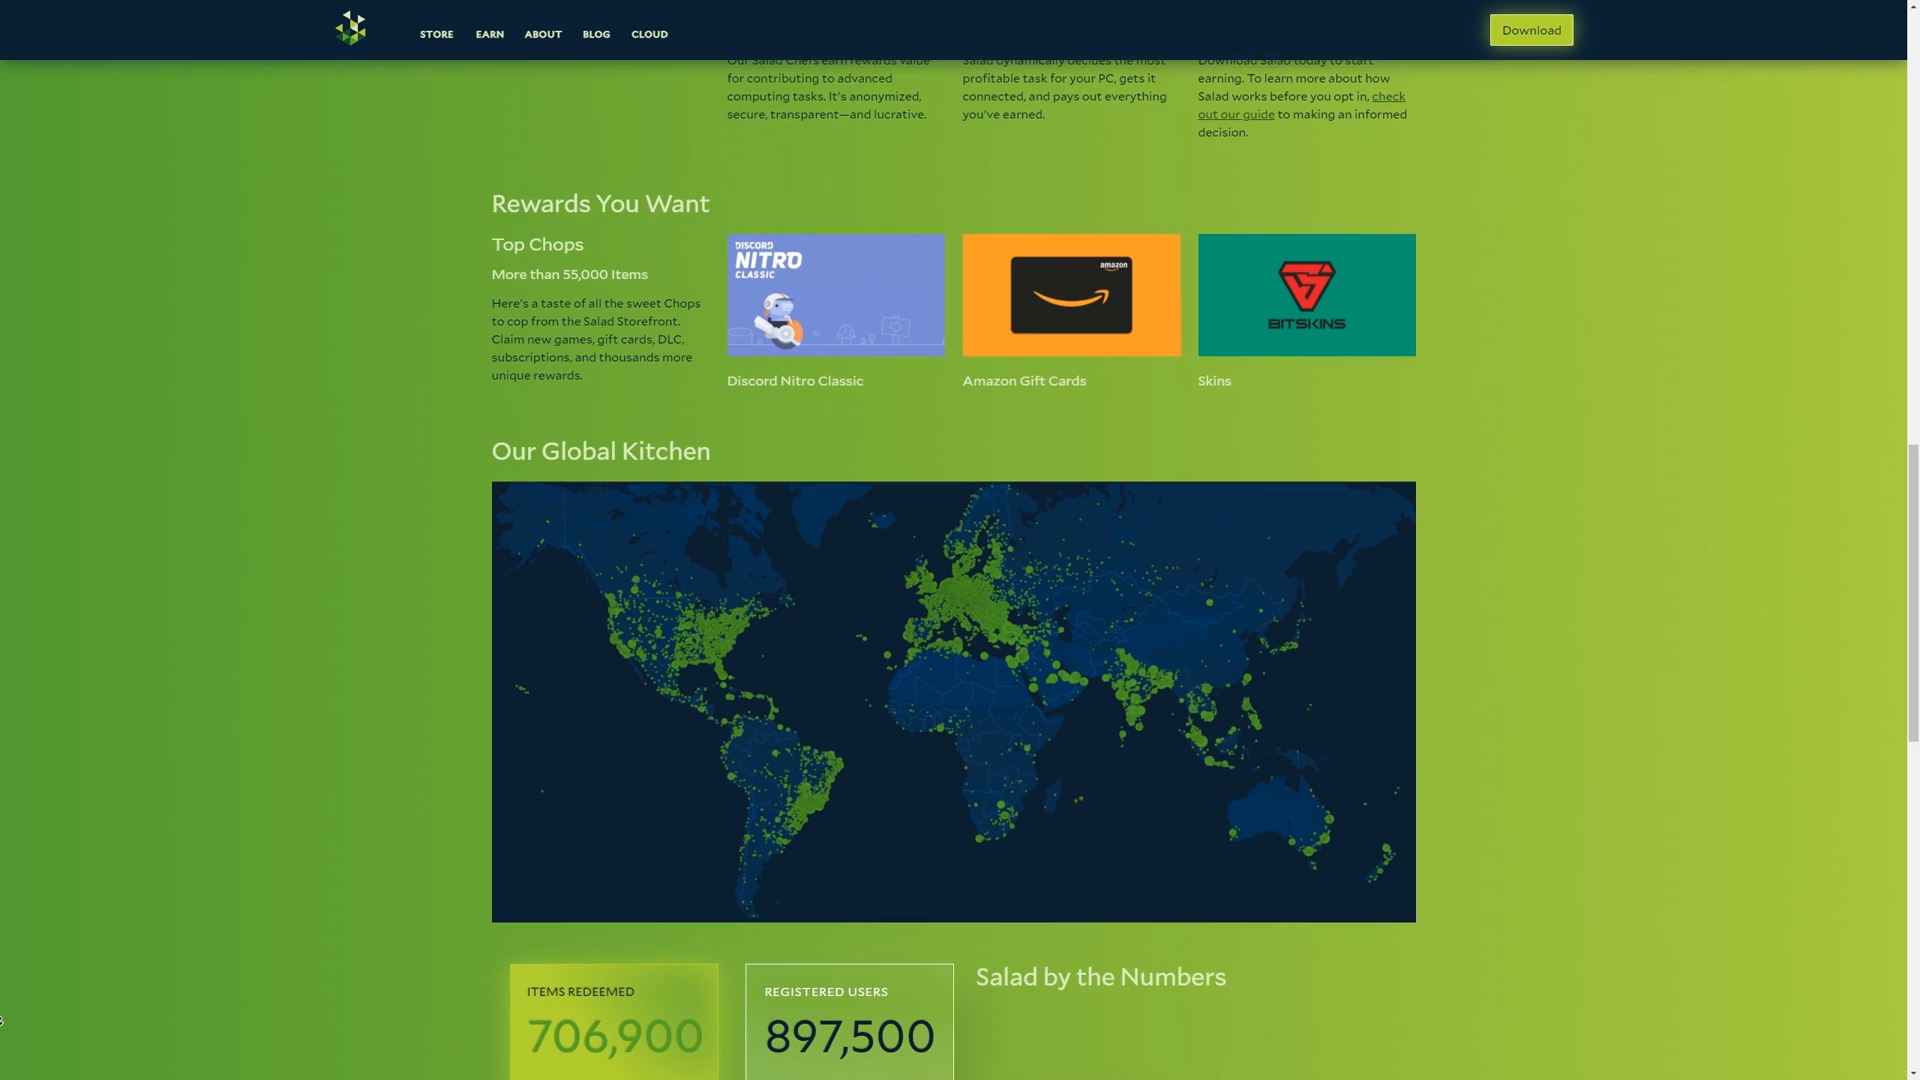 STORE EARN ABOUT BLOG CLOUD
Download
Our Salad Chefs earn rewards value
for contributing to advanced
computing tasks. It's anonymized,
secure, transparent—and lucrative.
Salad dynamically decides the most
profitable task for your PC, gets it
connected, and pays out everything
you've earned.
Download Salad today to start
earning. To learn more about how
Salad works before you opt in, check
out our guide to making an informed
decision.
Rewards You Want
Top Chops
More than 55,000 Items
Here's a taste of all the sweet Chops
to cop from the Salad Storefront.
Claim new games, gift cards, DLC,
subscriptions, and thousands more
unique rewards.
DISCORD
NITRO
CLASSIC
Discord Nitro Classic
amazon
Amazon Gift Cards
BITSKINS
Skins
Our Global Kitchen
ITEMS REDEEMED
706,900
REGISTERED USERS
897,500
Salad by the Numbers